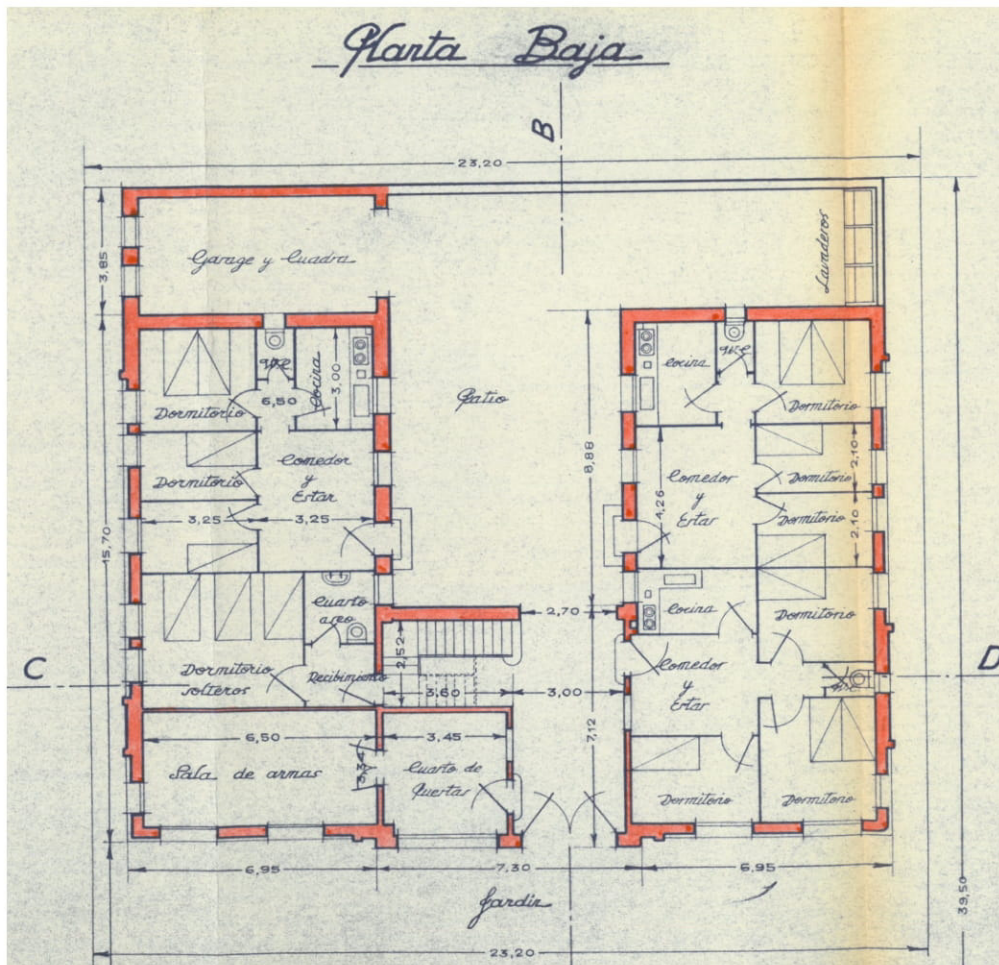 Planta Baja
B
23,20
Lavaderos
Garage y Cuadra
3,85
W.C.
Cocina
3,00
6,50
Dormitorio
Patio
Cocina
W.C.
Dormitorio
8,88
Comedor
y
Estar
Dormitorio
3,25
3,25
15,70
Comedor
y
Estar
4,26
Dormitorio
2,10
Dormitorio
2,10
Cuarto
aseo
2,70
Cocina
Dormitorio
C
2,52
D
Dormitorio
solteros
Recibimiento
3,60
3,00
Comedor
y
Estar
W.C.
7,12
6,50
3,45
Sala de armas
3,34
Cuarto de
Puertas
Dormitorio
Dormitorio
6,95
7,30
6,95
Jardín
39,50
23,20